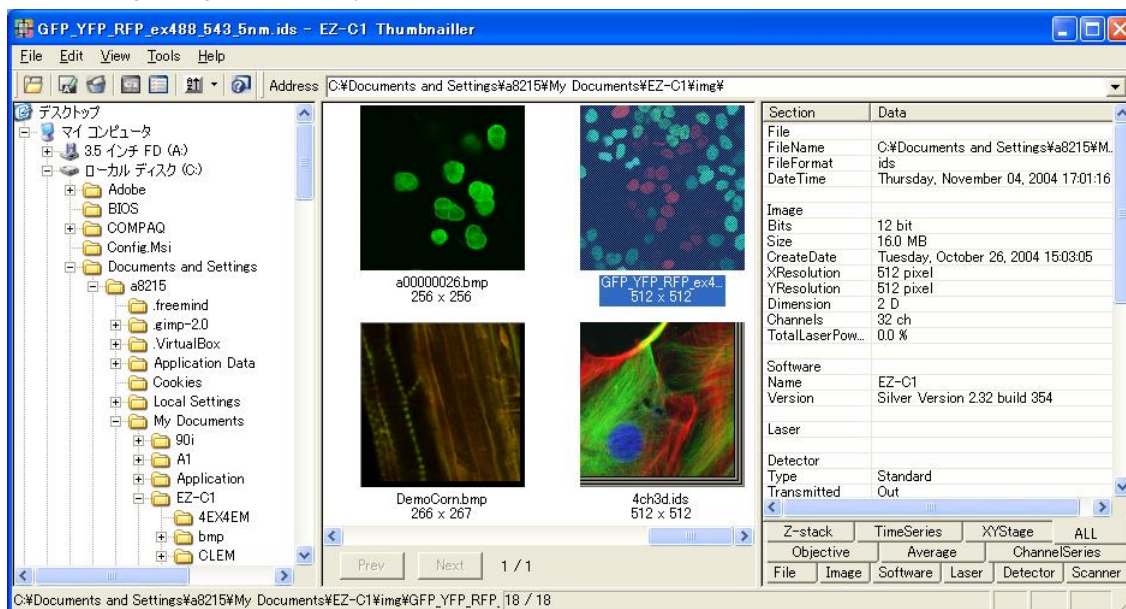 GFP_YFP_RFP_ex488_543_5nm.ids - EZ-C1 Thumbnailler
File Edit View Tools Help
Address C:¥Documents and Settings¥a8215¥My Documents¥EZ-C1¥img¥
デスクトップ
マイ コンピュータ
3.5 インチ FD (A:)
ローカル ディスク (C:)
Adobe
BIOS
COMPAQ
Config.Msi
Documents and Settings
a8215
.freemind
.gimp-2.0
.VirtualBox
Application Data
Cookies
Local Settings
My Documents
90i
A1
Application
EZ-C1
4EX4EM
bmp
CLEM
a00000026.bmp
256 × 256
GFP_YFP_RFP_ex4...
512 × 512
DemoCorn.bmp
266 × 267
4ch3d.ids
512 × 512
Prev Next 1 / 1
Section Data
File
FileName C:¥Documents and Settings¥a8215¥M...
FileFormat ids
DateTime Thursday, November 04, 2004 17:01:16
Image
Bits 12 bit
Size 16.0 MB
CreateDate Tuesday, October 26, 2004 15:03:05
XResolution 512 pixel
YResolution 512 pixel
Dimension 2 D
Channels 32 ch
TotalLaserPow... 0.0 %
Software
Name EZ-C1
Version Silver Version 2.32 build 354
Laser
Detector
Type Standard
Transmitted Out
Z-stack TimeSeries XYStage ALL
Objective Average ChannelSeries
File Image Software Laser Detector Scanner
C:¥Documents and Settings¥a8215¥My Documents¥EZ-C1¥img¥GFP_YFP_RFP_ 18 / 18